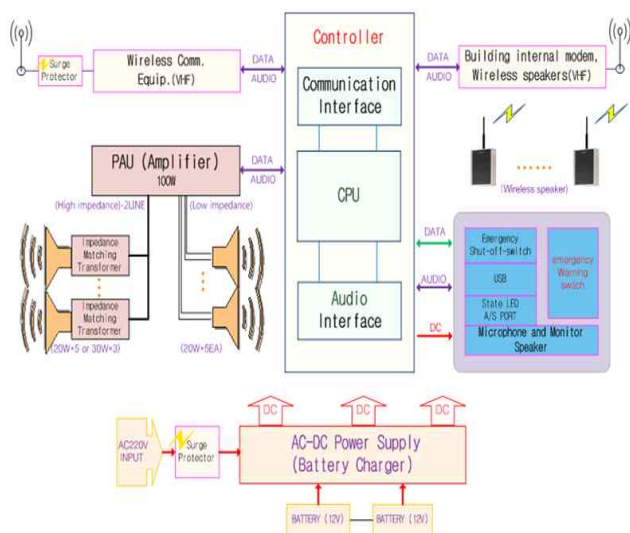 Controller
Surge
Protector
Wireless Comm.
Equip.(VHF)
DATA
AUDIO
Communication
Interface
DATA
AUDIO
Building internal modem,
Wireless speakers(VHF)
(Wireless speaker)
PAU (Amplifier)
100W
DATA
AUDIO
CPU
(High impedance)-2LINE
(Low impedance)
Impedance
Matching
Transformer
Impedance
Matching
Transformer
(20W*5 or 30W*3)
(20W*5EA)
Audio
Interface
DATA
AUDIO
DC
Emergency
Shut-off-switch
USB
State LED
A/S PORT
emergency
Warning
switch
Microphone and Monitor
Speaker
DC
DC
DC
AC220V
INPUT
Surge
Protector
AC-DC Power Supply
(Battery Charger)
BATTERY (12V)
BATTERY (12V)